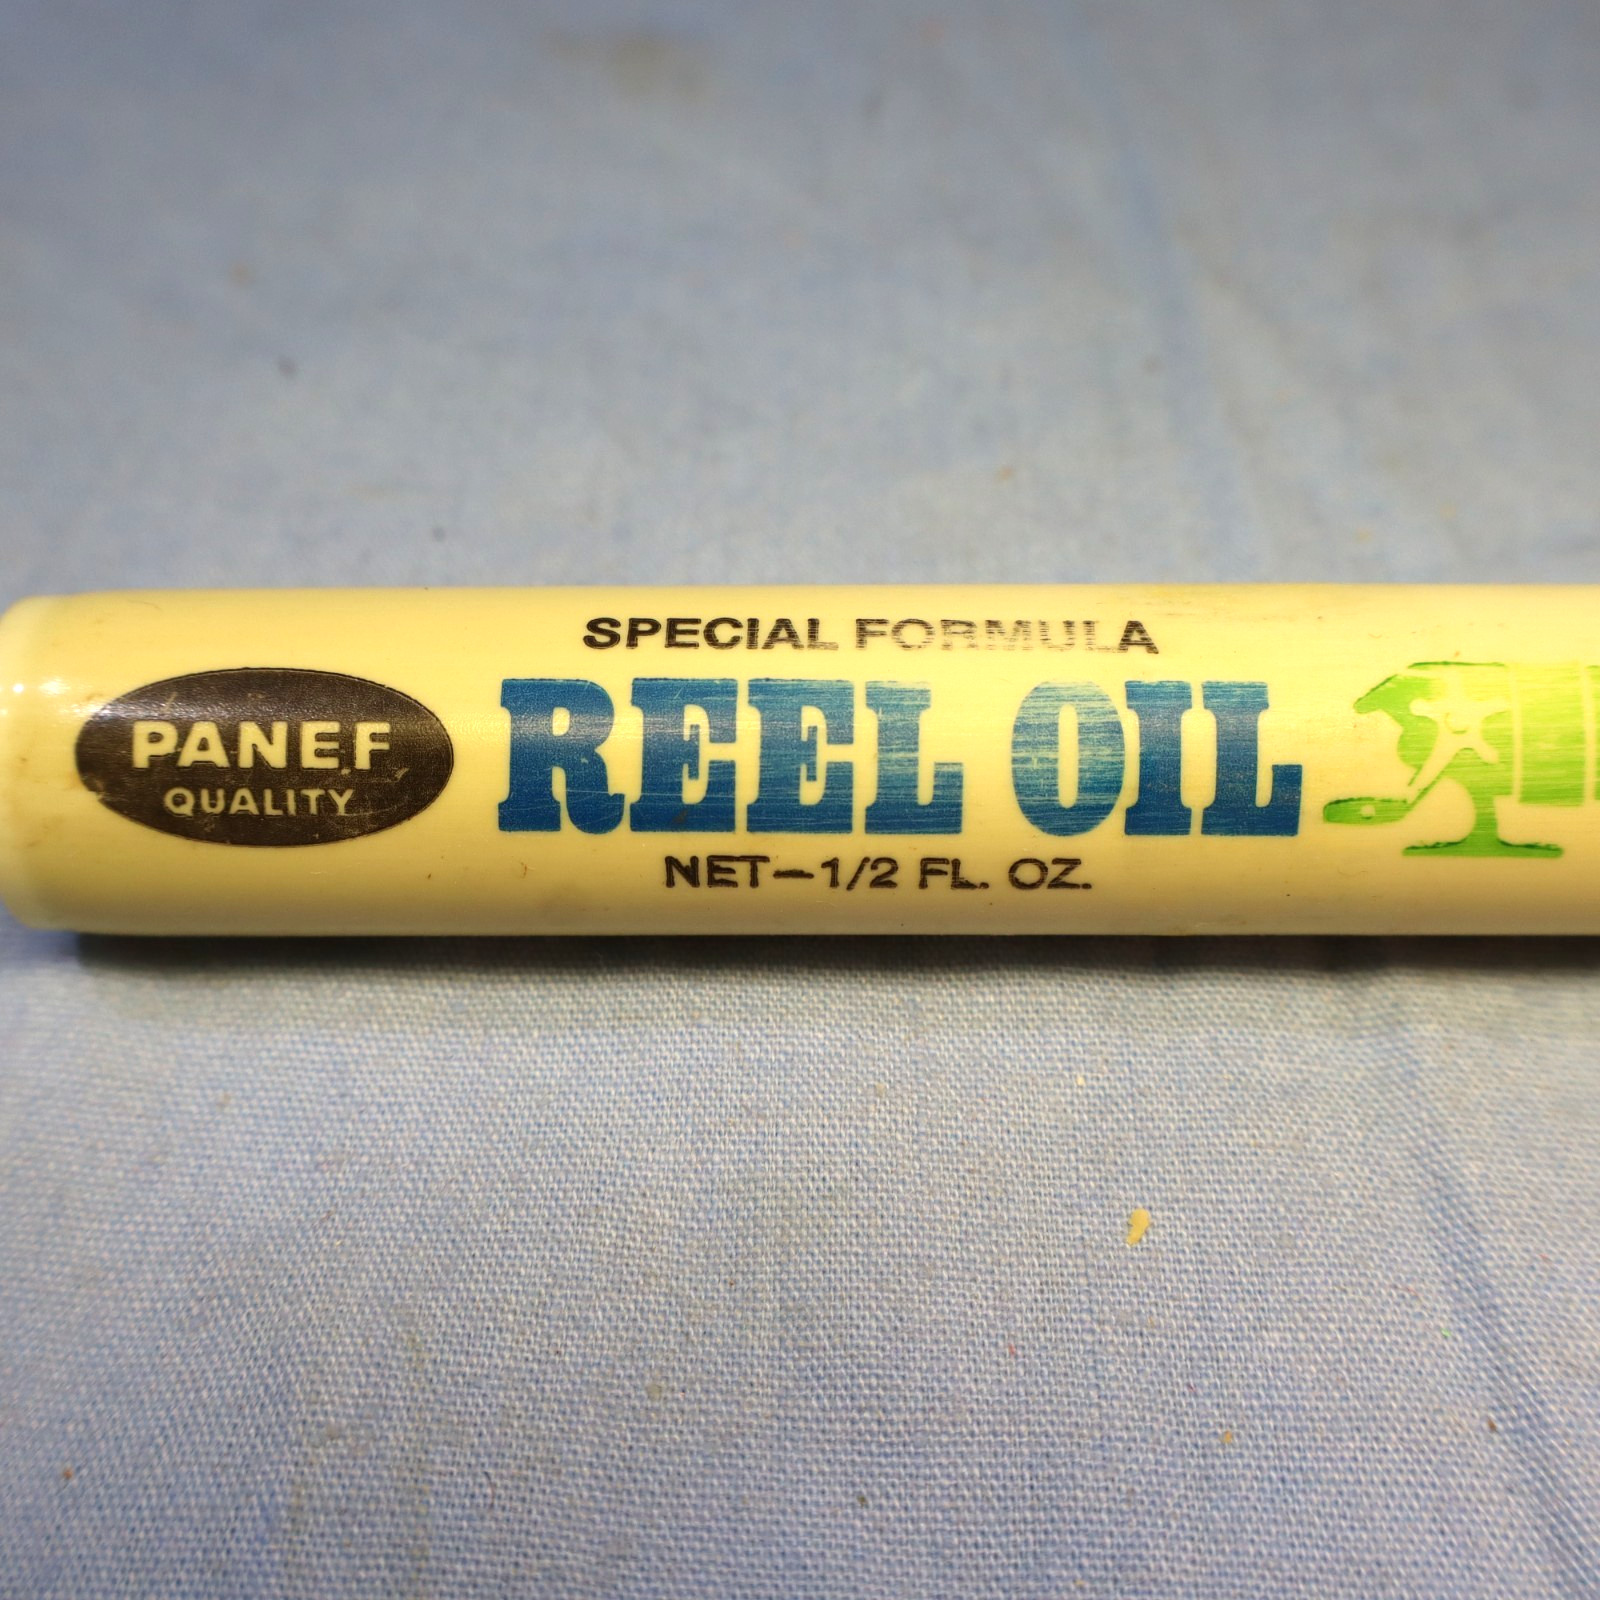 PANEF
QUALITY
SPECIAL FORMULA
REEL OIL
NET-1/2 FL. OZ.